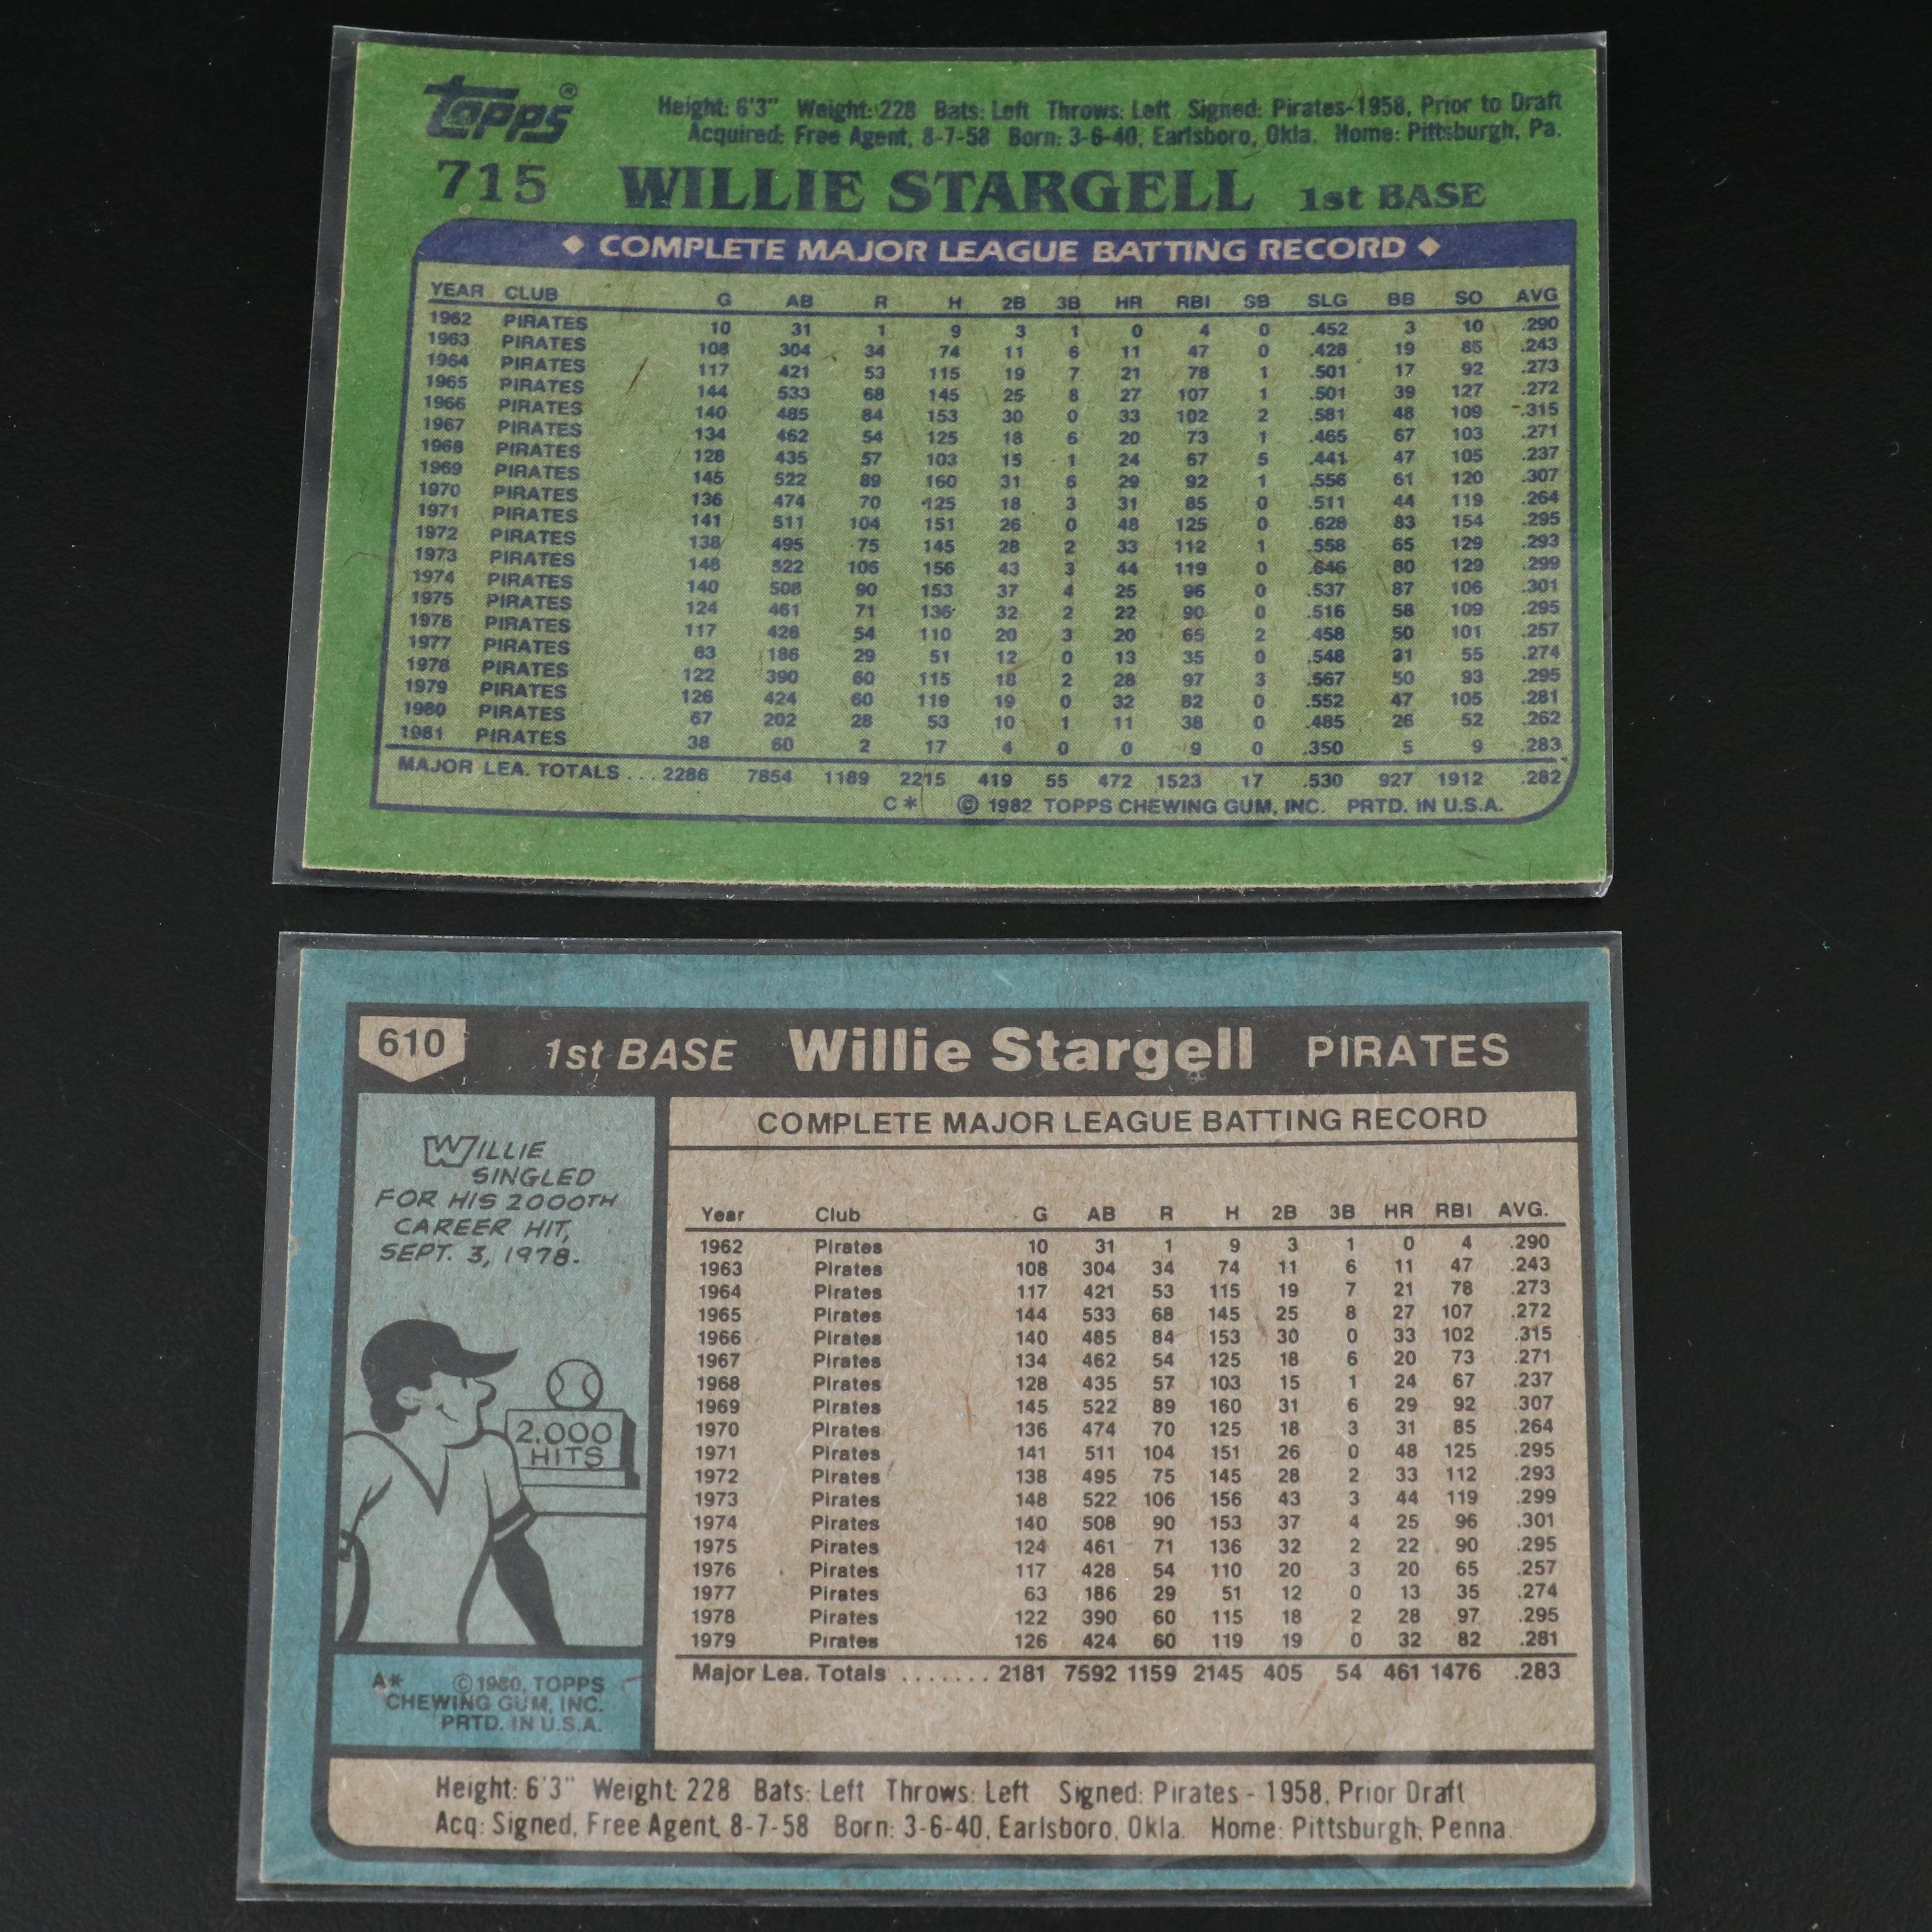 Topps®
Height: 6'3" Weight: 228 Bats: Left Throws: Left Signed: Pirates-1958, Prior to Draft
Acquired: Free Agent, 8-7-58 Born: 3-6-40, Earlsboro, Okla. Home: Pittsburgh, Pa.
715 WILLIE STARGELL 1st BASE
◆ COMPLETE MAJOR LEAGUE BATTING RECORD ◆
YEAR CLUB G AB R H 2B 3B HR RBI SB SLG BB SO AVG
1962 PIRATES 10 31 1 9 3 1 0 4 0 .452 3 10 .290
1963 PIRATES 108 304 34 74 11 6 11 47 0 .428 19 85 .243
1964 PIRATES 117 421 53 115 19 7 21 78 1 .501 17 92 .273
1965 PIRATES 144 533 68 145 25 8 27 107 1 .501 39 127 .272
1966 PIRATES 140 485 84 153 30 0 33 102 2 .581 48 109 .315
1967 PIRATES 134 462 54 125 18 6 20 73 1 .465 67 103 .271
1968 PIRATES 128 435 57 103 15 1 24 67 5 .441 47 105 .237
1969 PIRATES 145 522 89 160 31 6 29 92 1 .556 61 120 .307
1970 PIRATES 136 474 70 125 18 3 31 85 0 .511 44 119 .264
1971 PIRATES 141 511 104 151 26 0 48 125 0 .628 83 154 .295
1972 PIRATES 138 495 75 145 28 2 33 112 1 .558 65 129 .293
1973 PIRATES 148 522 106 156 43 3 44 119 0 .646 80 129 .299
1974 PIRATES 140 508 90 153 37 4 25 96 0 .537 87 106 .301
1975 PIRATES 124 461 71 136 32 2 22 90 0 .516 58 109 .295
1976 PIRATES 117 428 54 110 20 3 20 65 2 .458 50 101 .257
1977 PIRATES 63 186 29 51 12 0 13 35 0 .548 31 55 .274
1978 PIRATES 122 390 60 115 18 2 28 97 3 .567 50 93 .295
1979 PIRATES 126 424 60 119 19 0 32 82 0 .552 47 105 .281
1980 PIRATES 67 202 28 53 10 1 11 38 0 .485 26 52 .262
1981 PIRATES 38 60 2 17 4 0 0 9 0 .350 5 9 .283
MAJOR LEA. TOTALS ... 2286 7854 1189 2215 419 55 472 1523 17 .530 927 1912 .282
C* © 1982 TOPPS CHEWING GUM, INC. PRTD. IN U.S.A.
610 1st BASE Willie Stargell PIRATES
WILLIE
SINGLED
FOR HIS 2000TH
CAREER HIT,
SEPT. 3, 1978.
2,000
HITS
A* ©1980, TOPPS
CHEWING GUM, INC.
PRTD. IN U.S.A.
COMPLETE MAJOR LEAGUE BATTING RECORD
Year Club G AB R H 2B 3B HR RBI AVG.
1962 Pirates 10 31 1 9 3 1 0 4 .290
1963 Pirates 108 304 34 74 11 6 11 47 .243
1964 Pirates 117 421 53 115 19 7 21 78 .273
1965 Pirates 144 533 68 145 25 8 27 107 .272
1966 Pirates 140 485 84 153 30 0 33 102 .315
1967 Pirates 134 462 54 125 18 6 20 73 .271
1968 Pirates 128 435 57 103 15 1 24 67 .237
1969 Pirates 145 522 89 160 31 6 29 92 .307
1970 Pirates 136 474 70 125 18 3 31 85 .264
1971 Pirates 141 511 104 151 26 0 48 125 .295
1972 Pirates 138 495 75 145 28 2 33 112 .293
1973 Pirates 148 522 106 156 43 3 44 119 .299
1974 Pirates 140 508 90 153 37 4 25 96 .301
1975 Pirates 124 461 71 136 32 2 22 90 .295
1976 Pirates 117 428 54 110 20 3 20 65 .257
1977 Pirates 63 186 29 51 12 0 13 35 .274
1978 Pirates 122 390 60 115 18 2 28 97 .295
1979 Pirates 126 424 60 119 19 0 32 82 .281
Major Lea. Totals ....... 2181 7592 1159 2145 405 54 461 1476 .283
Height: 6'3" Weight: 228 Bats: Left Throws: Left Signed: Pirates - 1958, Prior Draft
Acq: Signed, Free Agent, 8-7-58 Born: 3-6-40, Earlsboro, Okla. Home: Pittsburgh, Penna.